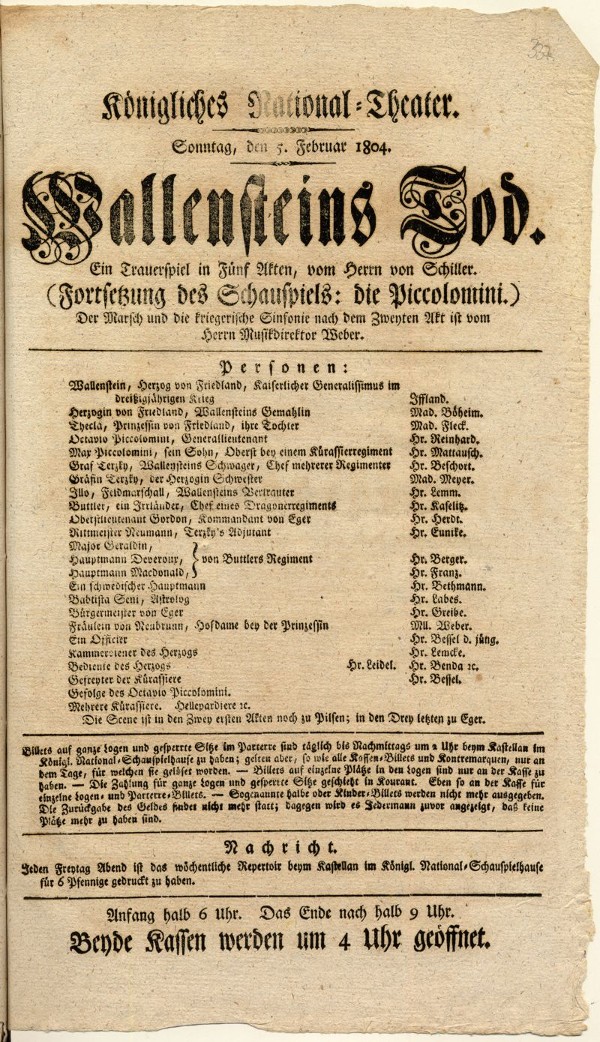 Königliches National-Theater.
Sonntag, den 5. Februar 1804.
Wallensteins Tod.
Ein Trauerspiel in Fünf Akten, vom Herrn von Schiller.
(Fortsetzung des Schauspiels: die Piccolomini.)
Der Marsch und die kriegerische Sinfonie nach dem Zweyten Akt ist vom
Herrn Musikdirektor Weber.
Personen:
Wallenstein, Herzog von Friedland, Kaiserlicher Generalissimus im
dreißigjährigen Krieg Iffland.
Herzogin von Friedland, Wallensteins Gemahlin Mad. Böheim.
Thecla, Prinzessin von Friedland, ihre Tochter Mad. Fleck.
Octavio Piccolomini, Generallieutenant Hr. Reinhard.
Max Piccolomini, sein Sohn, Oberst bey einem Kürassierregiment Hr. Mattausch.
Graf Terzky, Wallensteins Schwager, Chef mehrerer Regimenter Hr. Beschort.
Gräfin Terzky, der Herzogin Schwester Mad. Meyer.
Illo, Feldmarschall, Wallensteins Vertrauter Hr. Lemm.
Buttler, ein Irrländer, Chef eines Dragonerregiments Hr. Kaselitz.
Oberstlieutenant Gordon, Kommandant von Eger Hr. Herdt.
Rittmeister Neumann, Terzky's Adjutant Hr. Eunike.
Major Geraldin,
Hauptmann Deveroux, von Buttlers Regiment Hr. Berger.
Hauptmann Macdonald, Hr. Franz.
Ein schwedischer Hauptmann Hr. Bethmann.
Babtista Seni, Astrolog Hr. Labes.
Bürgermeister von Eger Hr. Greibe.
Fräulein von Neubrunn, Hofdame bey der Prinzessin Mll. Weber.
Ein Officier Hr. Bessel d. jüng.
Kammerdiener des Herzogs Hr. Lemcke.
Bediente des Herzogs Hr. Leidel. Hr. Benda ꝛc.
Gefreyter der Kürassiere Hr. Bessel.
Gefolge des Octavio Piccolomini.
Mehrere Kürassiere. Hellepardiere ꝛc.
Die Scene ist in den Zwey ersten Akten noch zu Pilsen; in den Drey letzten zu Eger.
Billets auf ganze Logen und gesperrte Sitze im Parterre sind täglich bis Nachmittags um 2 Uhr beym Kastellan im
Königl. National-Schauspielhause zu haben; gelten aber, so wie alle Kassen-Billets und Kontremarquen, nur an
dem Tage, für welchen sie gelöset worden. — Billets auf einzelne Plätze in den Logen sind nur an der Kasse zu
haben. — Die Zahlung für ganze Logen und gesperrte Sitze geschieht in Kourant. Eben so an der Kasse für
einzelne Logen- und Parterre-Billets. — Sogenannte halbe oder Kinder-Billets werden nicht mehr ausgegeben.
Die Zurückgabe des Geldes findet nicht mehr statt; dagegen wird es Jedermann zuvor angezeigt, daß keine
Plätze mehr zu haben sind.
Nachricht.
Jeden Freytag Abend ist das wöchentliche Repertoir beym Kastellan im Königl. National-Schauspielhause
für 6 Pfennige gedruckt zu haben.
Anfang halb 6 Uhr. Das Ende nach halb 9 Uhr.
Beyde Kassen werden um 4 Uhr geöffnet.